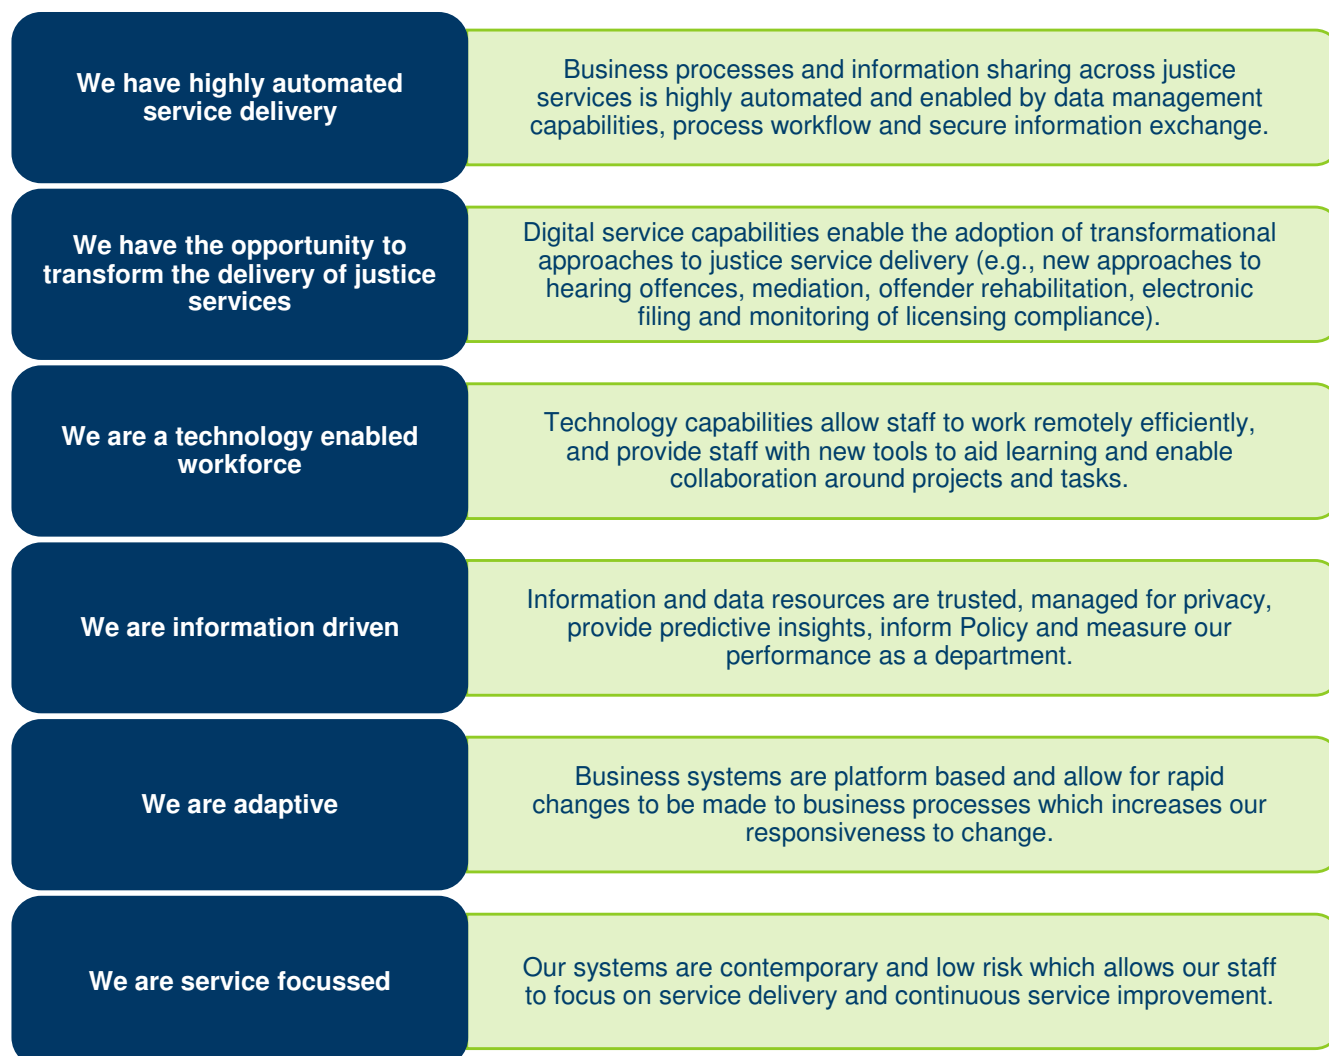 We have highly automated
service delivery
Business processes and information sharing across justice
services is highly automated and enabled by data management
capabilities, process workflow and secure information exchange.
We have the opportunity to
transform the delivery of justice
services
Digital service capabilities enable the adoption of transformational
approaches to justice service delivery (e.g., new approaches to
hearing offences, mediation, offender rehabilitation, electronic
filing and monitoring of licensing compliance).
We are a technology enabled
workforce
Technology capabilities allow staff to work remotely efficiently,
and provide staff with new tools to aid learning and enable
collaboration around projects and tasks.
We are information driven
Information and data resources are trusted, managed for privacy,
provide predictive insights, inform Policy and measure our
performance as a department.
We are adaptive
Business systems are platform based and allow for rapid
changes to be made to business processes which increases our
responsiveness to change.
We are service focussed
Our systems are contemporary and low risk which allows our staff
to focus on service delivery and continuous service improvement.